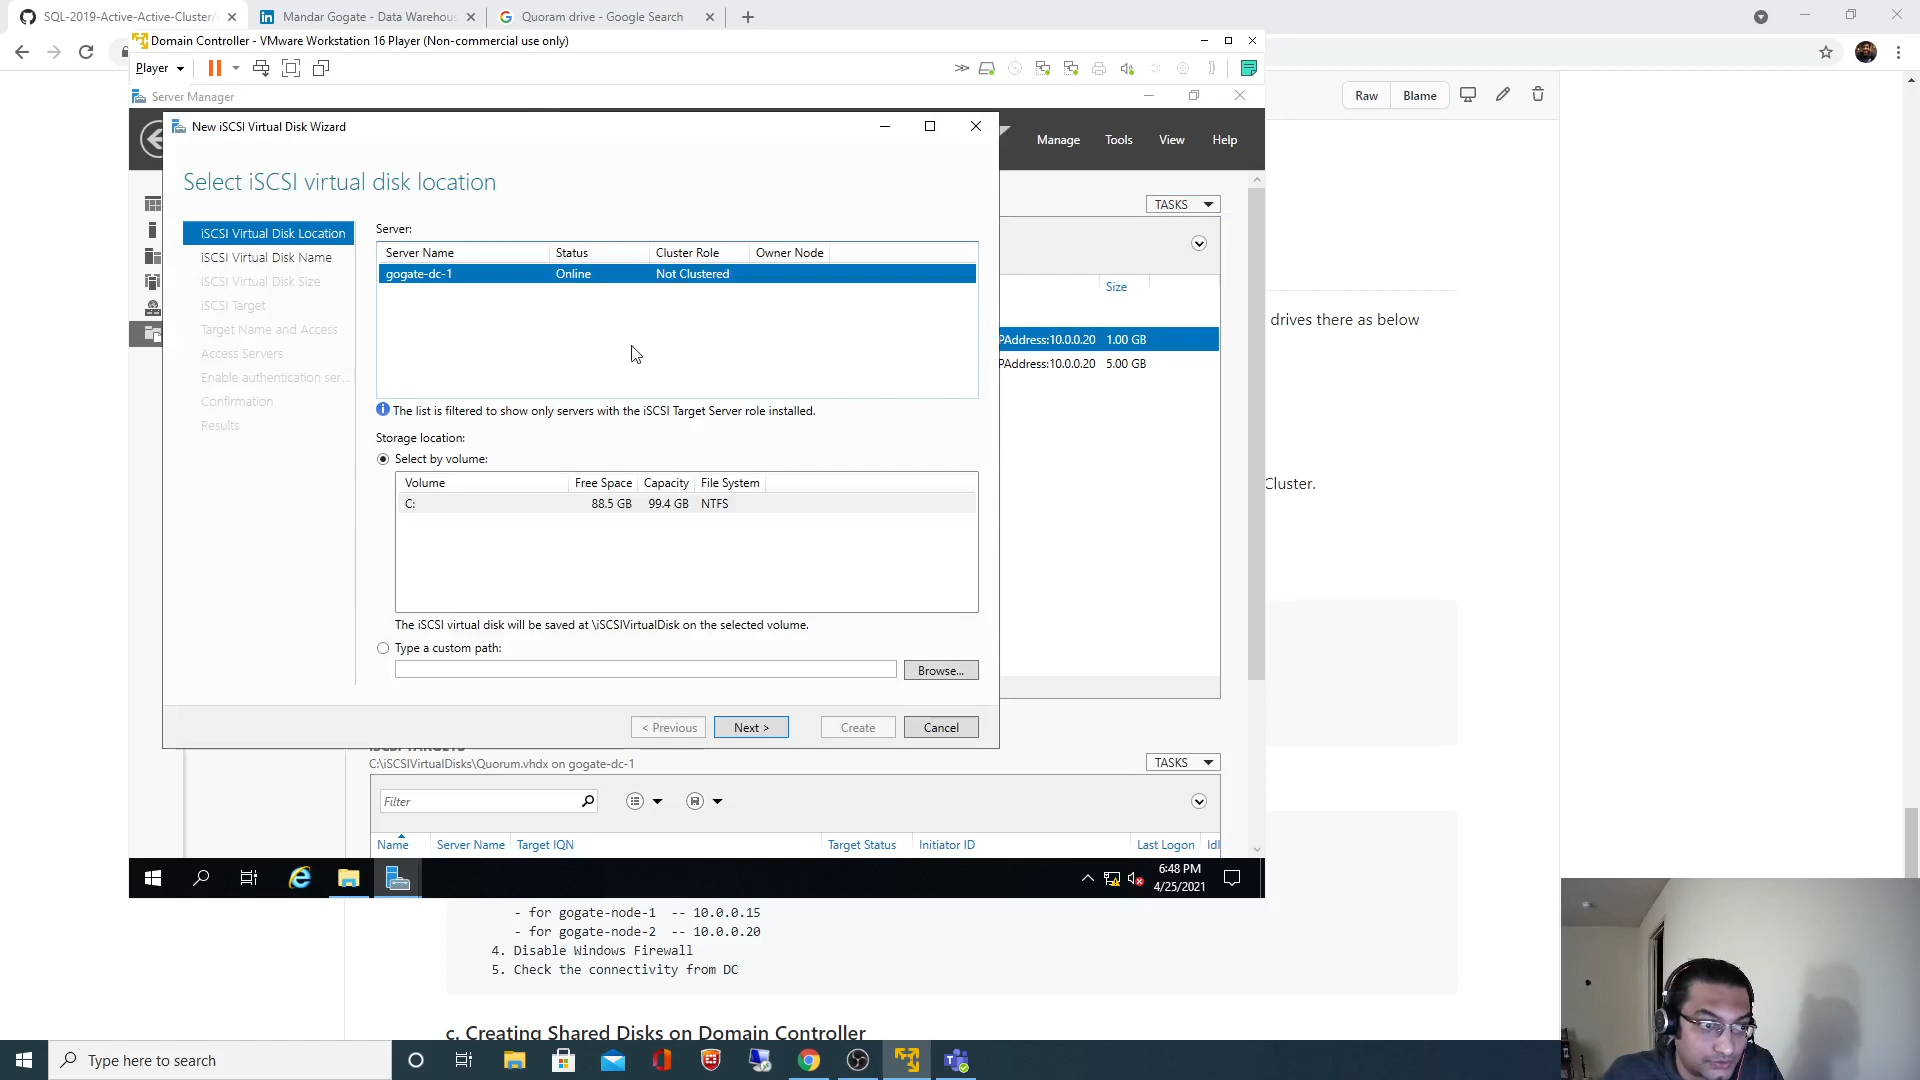 SQL-2019-Active-Active-Cluster/
Mandar Gogate - Data Warehous
Quoram drive - Google Search
Domain Controller - VMware Workstation 16 Player (Non-commercial use only)
Player
Server Manager
Raw
Blame
New iSCSI Virtual Disk Wizard
Manage
Tools
View
Help
Select iSCSI virtual disk location
TASKS
iSCSI Virtual Disk Location
iSCSI Virtual Disk Name
iSCSI Virtual Disk Size
iSCSI Target
Target Name and Access
Access Servers
Enable authentication ser...
Confirmation
Results
Server:
Server Name
Status
Cluster Role
Owner Node
gogate-dc-1
Online
Not Clustered
Size
drives there as below
PAddress:10.0.0.20 1.00 GB
PAddress:10.0.0.20 5.00 GB
The list is filtered to show only servers with the iSCSI Target Server role installed.
Storage location:
Select by volume:
Cluster.
Volume
Free Space
Capacity
File System
C:
88.5 GB
99.4 GB
NTFS
The iSCSI virtual disk will be saved at \iSCSIVirtualDisk on the selected volume.
Type a custom path:
Browse...
< Previous
Next >
Create
Cancel
iSCSI TARGETS
C:\iSCSIVirtualDisks\Quorum.vhdx on gogate-dc-1
TASKS
Filter
Name
Server Name
Target IQN
Target Status
Initiator ID
Last Logon
Idl
6:48 PM
4/25/2021
- for gogate-node-1 -- 10.0.0.15
- for gogate-node-2 -- 10.0.0.20
4. Disable Windows Firewall
5. Check the connectivity from DC
c. Creating Shared Disks on Domain Controller
Type here to search